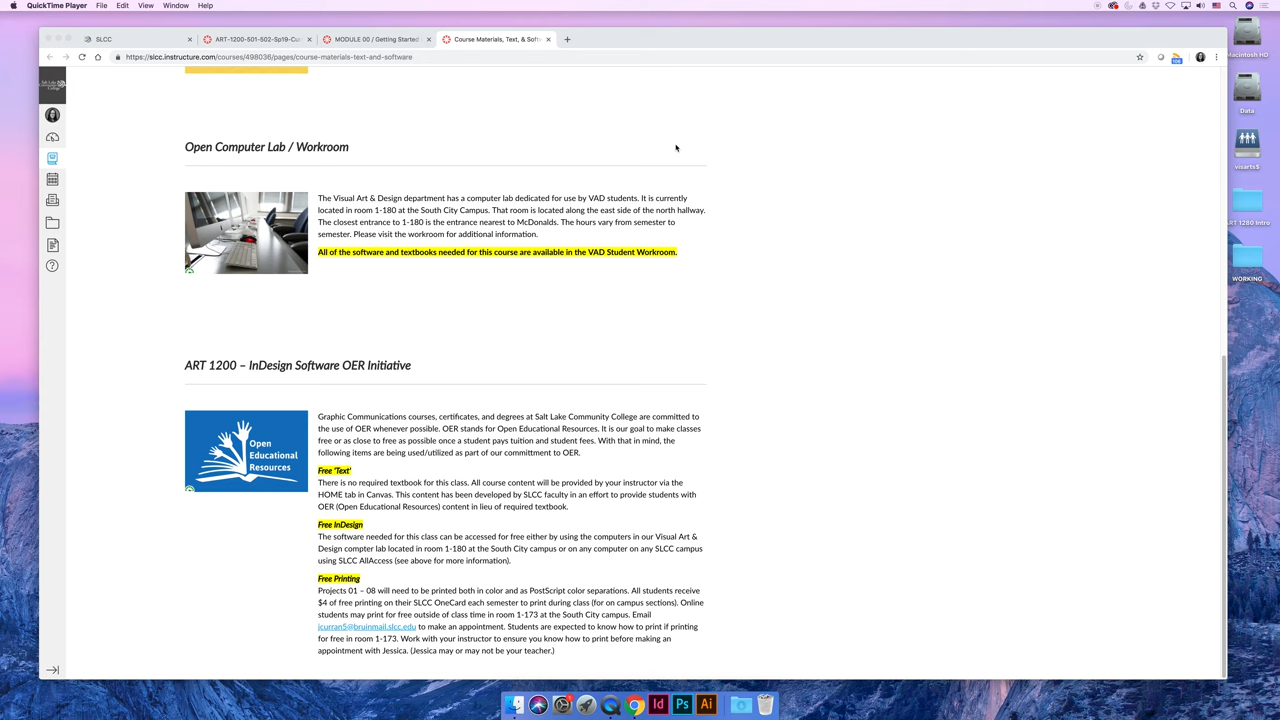 QuickTime Player File Edit View Window Help
SLCC
ART-1200-501-502-Sp19-Cur
MODULE 00 / Getting Started
Course Materials, Text, & Softw
https://slcc.instructure.com/courses/498036/pages/course-materials-text-and-software
Macintosh HD
Data
visarts5
ART 1280 Intro
WORKING
Open Computer Lab / Workroom
The Visual Art & Design department has a computer lab dedicated for use by VAD students. It is currently
located in room 1-180 at the South City Campus. That room is located along the east side of the north hallway.
The closest entrance to 1-180 is the entrance nearest to McDonalds. The hours vary from semester to
semester. Please visit the workroom for additional information.
All of the software and textbooks needed for this course are available in the VAD Student Workroom.
ART 1200 – InDesign Software OER Initiative
Open
Educational
Resources
Graphic Communications courses, certificates, and degrees at Salt Lake Community College are committed to
the use of OER whenever possible. OER stands for Open Educational Resources. It is our goal to make classes
free or as close to free as possible once a student pays tuition and student fees. With that in mind, the
following items are being used/utilized as part of our committment to OER.
Free 'Text'
There is no required textbook for this class. All course content will be provided by your instructor via the
HOME tab in Canvas. This content has been developed by SLCC faculty in an effort to provide students with
OER (Open Educational Resources) content in lieu of required textbook.
Free InDesign
The software needed for this class can be accessed for free either by using the computers in our Visual Art &
Design compter lab located in room 1-180 at the South City campus or on any computer on any SLCC campus
using SLCC AllAccess (see above for more information).
Free Printing
Projects 01 – 08 will need to be printed both in color and as PostScript color separations. All students receive
$4 of free printing on their SLCC OneCard each semester to print during class (for on campus sections). Online
students may print for free outside of class time in room 1-173 at the South City campus. Email
jcurran5@bruinmail.slcc.edu to make an appointment. Students are expected to know how to print if printing
for free in room 1-173. Work with your instructor to ensure you know how to print before making an
appointment with Jessica. (Jessica may or may not be your teacher.)
Id Ps Ai